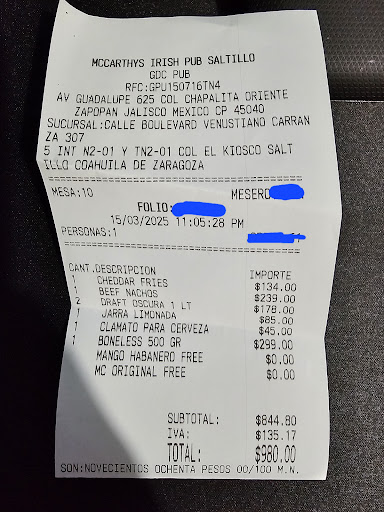 MCCARTHYS IRISH PUB SALTILLO
GDC PUB
RFC:GPU150716TN4
AV GUADALUPE 625 COL CHAPALITA ORIENTE
ZAPOPAN JALISCO MEXICO CP 45040
SUCURSAL:CALLE BOULEVARD VENUSTIANO CARRAN
ZA 307
5 INT N2-01 Y TN2-01 COL EL KIOSCO SALT
ILLO COAHUILA DE ZARAGOZA
MESA:10 MESERO
FOLIO:
15/03/2025 11:05:28 PM
PERSONAS:1
CANT.DESCRIPCION IMPORTE
1 CHEDDAR FRIES $134.00
1 BEEF NACHOS $239.00
2 DRAFT OSCURA 1 LT $178.00
1 JARRA LIMONADA $85.00
1 CLAMATO PARA CERVEZA $45.00
1 BONELESS 500 GR $299.00
MANGO HABANERO FREE $0.00
MC ORIGINAL FREE $0.00
SUBTOTAL: $844.80
IVA: $135.17
TOTAL: $980.00
SON:NOVECIENTOS OCHENTA PESOS 00/100 M.N.